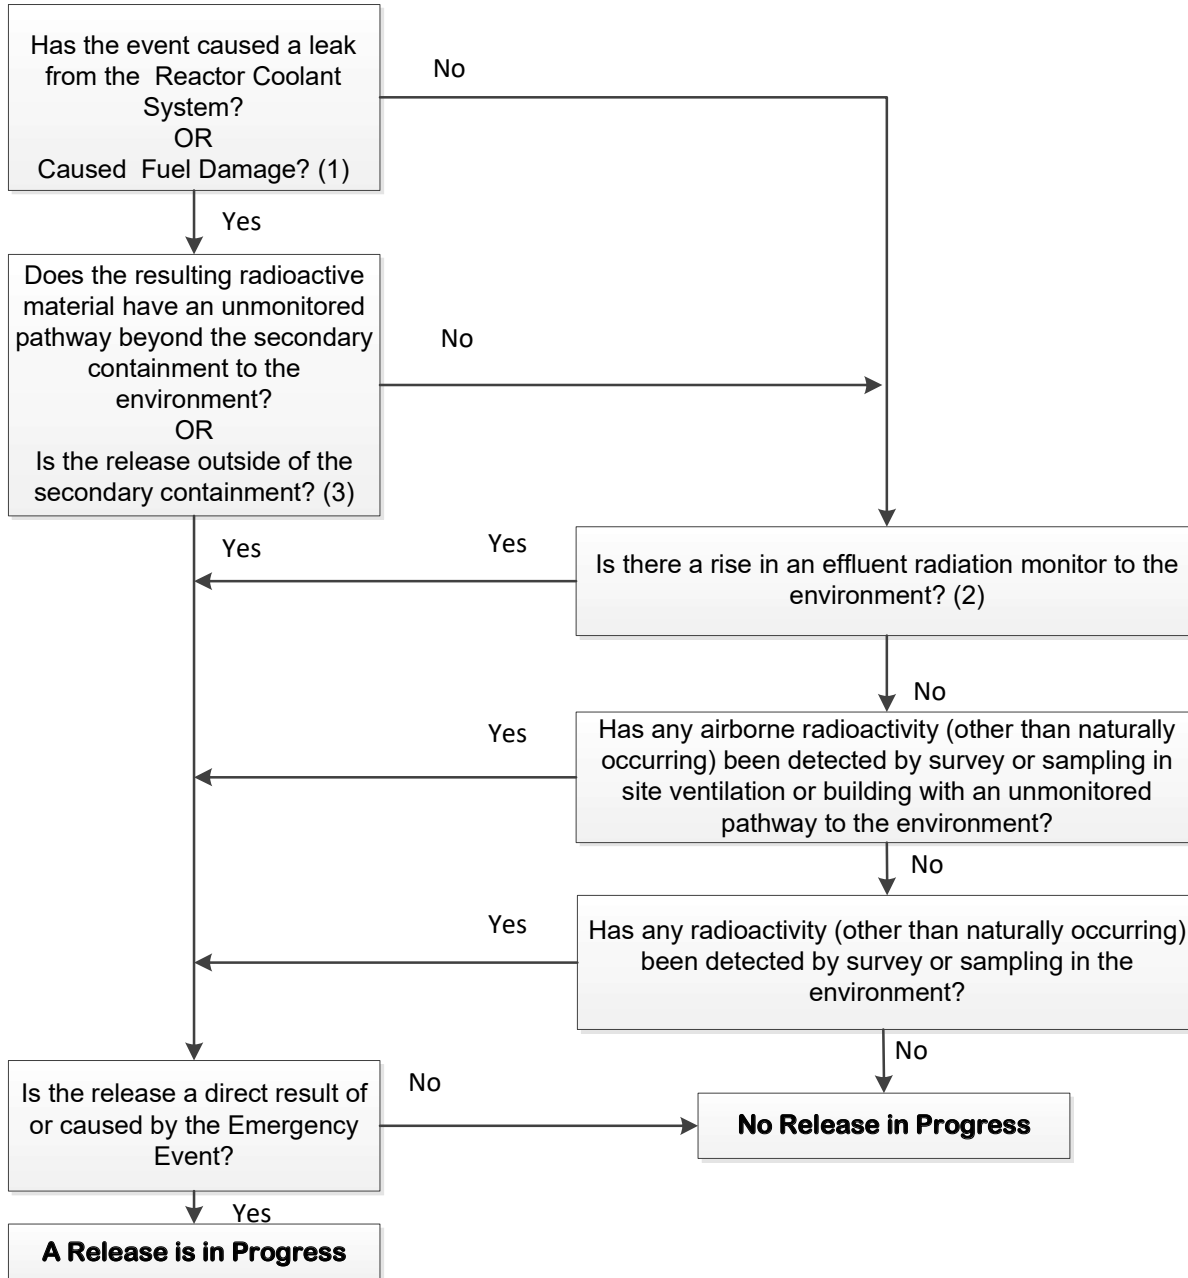 Has the event caused a leak
from the Reactor Coolant
System?
OR
Caused Fuel Damage? (1)
No
Yes
Does the resulting radioactive
material have an unmonitored
pathway beyond the secondary
containment to the
environment?
OR
Is the release outside of the
secondary containment? (3)
No
Yes
Yes
Is there a rise in an effluent radiation monitor to the
environment? (2)
No
Yes
Has any airborne radioactivity (other than naturally
occurring) been detected by survey or sampling in
site ventilation or building with an unmonitored
pathway to the environment?
No
Yes
Has any radioactivity (other than naturally occurring)
been detected by survey or sampling in the
environment?
No
Is the release a direct result of
or caused by the Emergency
Event?
No
No Release in Progress
Yes
A Release is in Progress